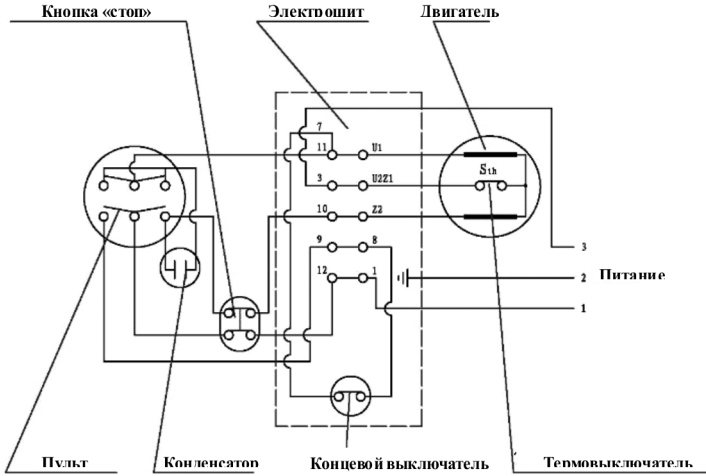 Кнопка «стоп» Электрошит Двигатель
7
11 U1
Sth
3 U2Z1
10 Z2
9 8
3
12 1
2 Питание
1
Пульт Конденсатор Концевой выключатель Термовыключатель